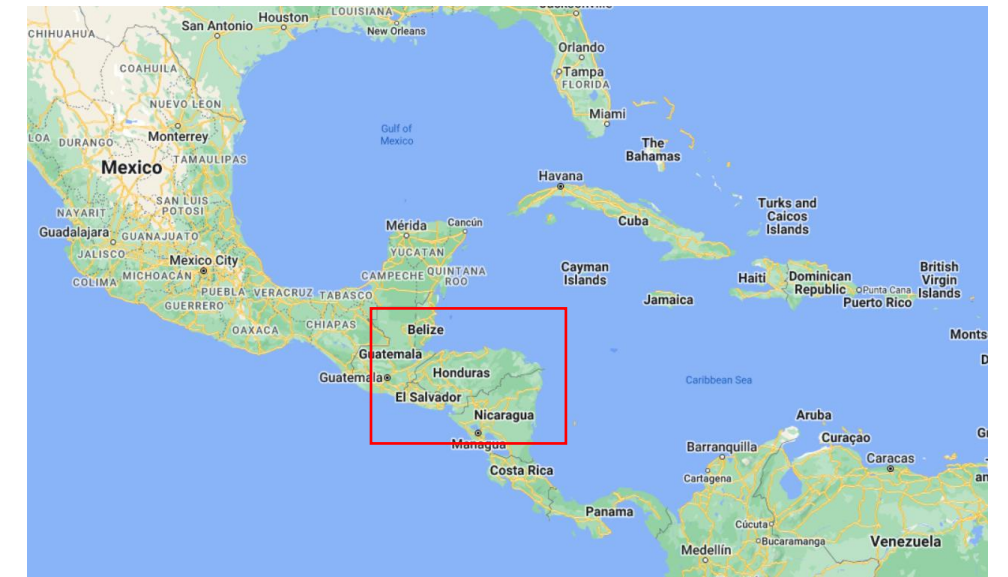 LOUISIANA
Houston
San Antonio
New Orleans
CHIHUAHUA
Orlando
COAHUILA
Tampa
FLORIDA
NUEVO LEON
Miami
Gulf of
Mexico
DURANGO
Monterrey
The
Bahamas
Mexico
TAMAULIPAS
Havana
SAN LUIS
POTOSI
Turks and
Caicos
Islands
NAYARIT
Mérida
Cancún
Cuba
Guadalajara
GUANAJUATO
YUCATAN
JALISCO
Mexico City
Cayman
Islands
British
Virgin
Islands
COLIMA
MICHOACÁN
CAMPECHE
QUINTANA
ROO
Haiti
Dominican
Republic
Punta Cana
PUEBLA
VERACRUZ
TABASCO
Jamaica
Puerto Rico
GUERRERO
OAXACA
CHIAPAS
Belize
Monts
Guatemala
Guatemala
Honduras
Caribbean Sea
El Salvador
Nicaragua
Aruba
Managua
Barranquilla
Curaçao
Caracas
Costa Rica
Cartagena
an
Panama
Cúcuta
Bucaramanga
Venezuela
Medellín